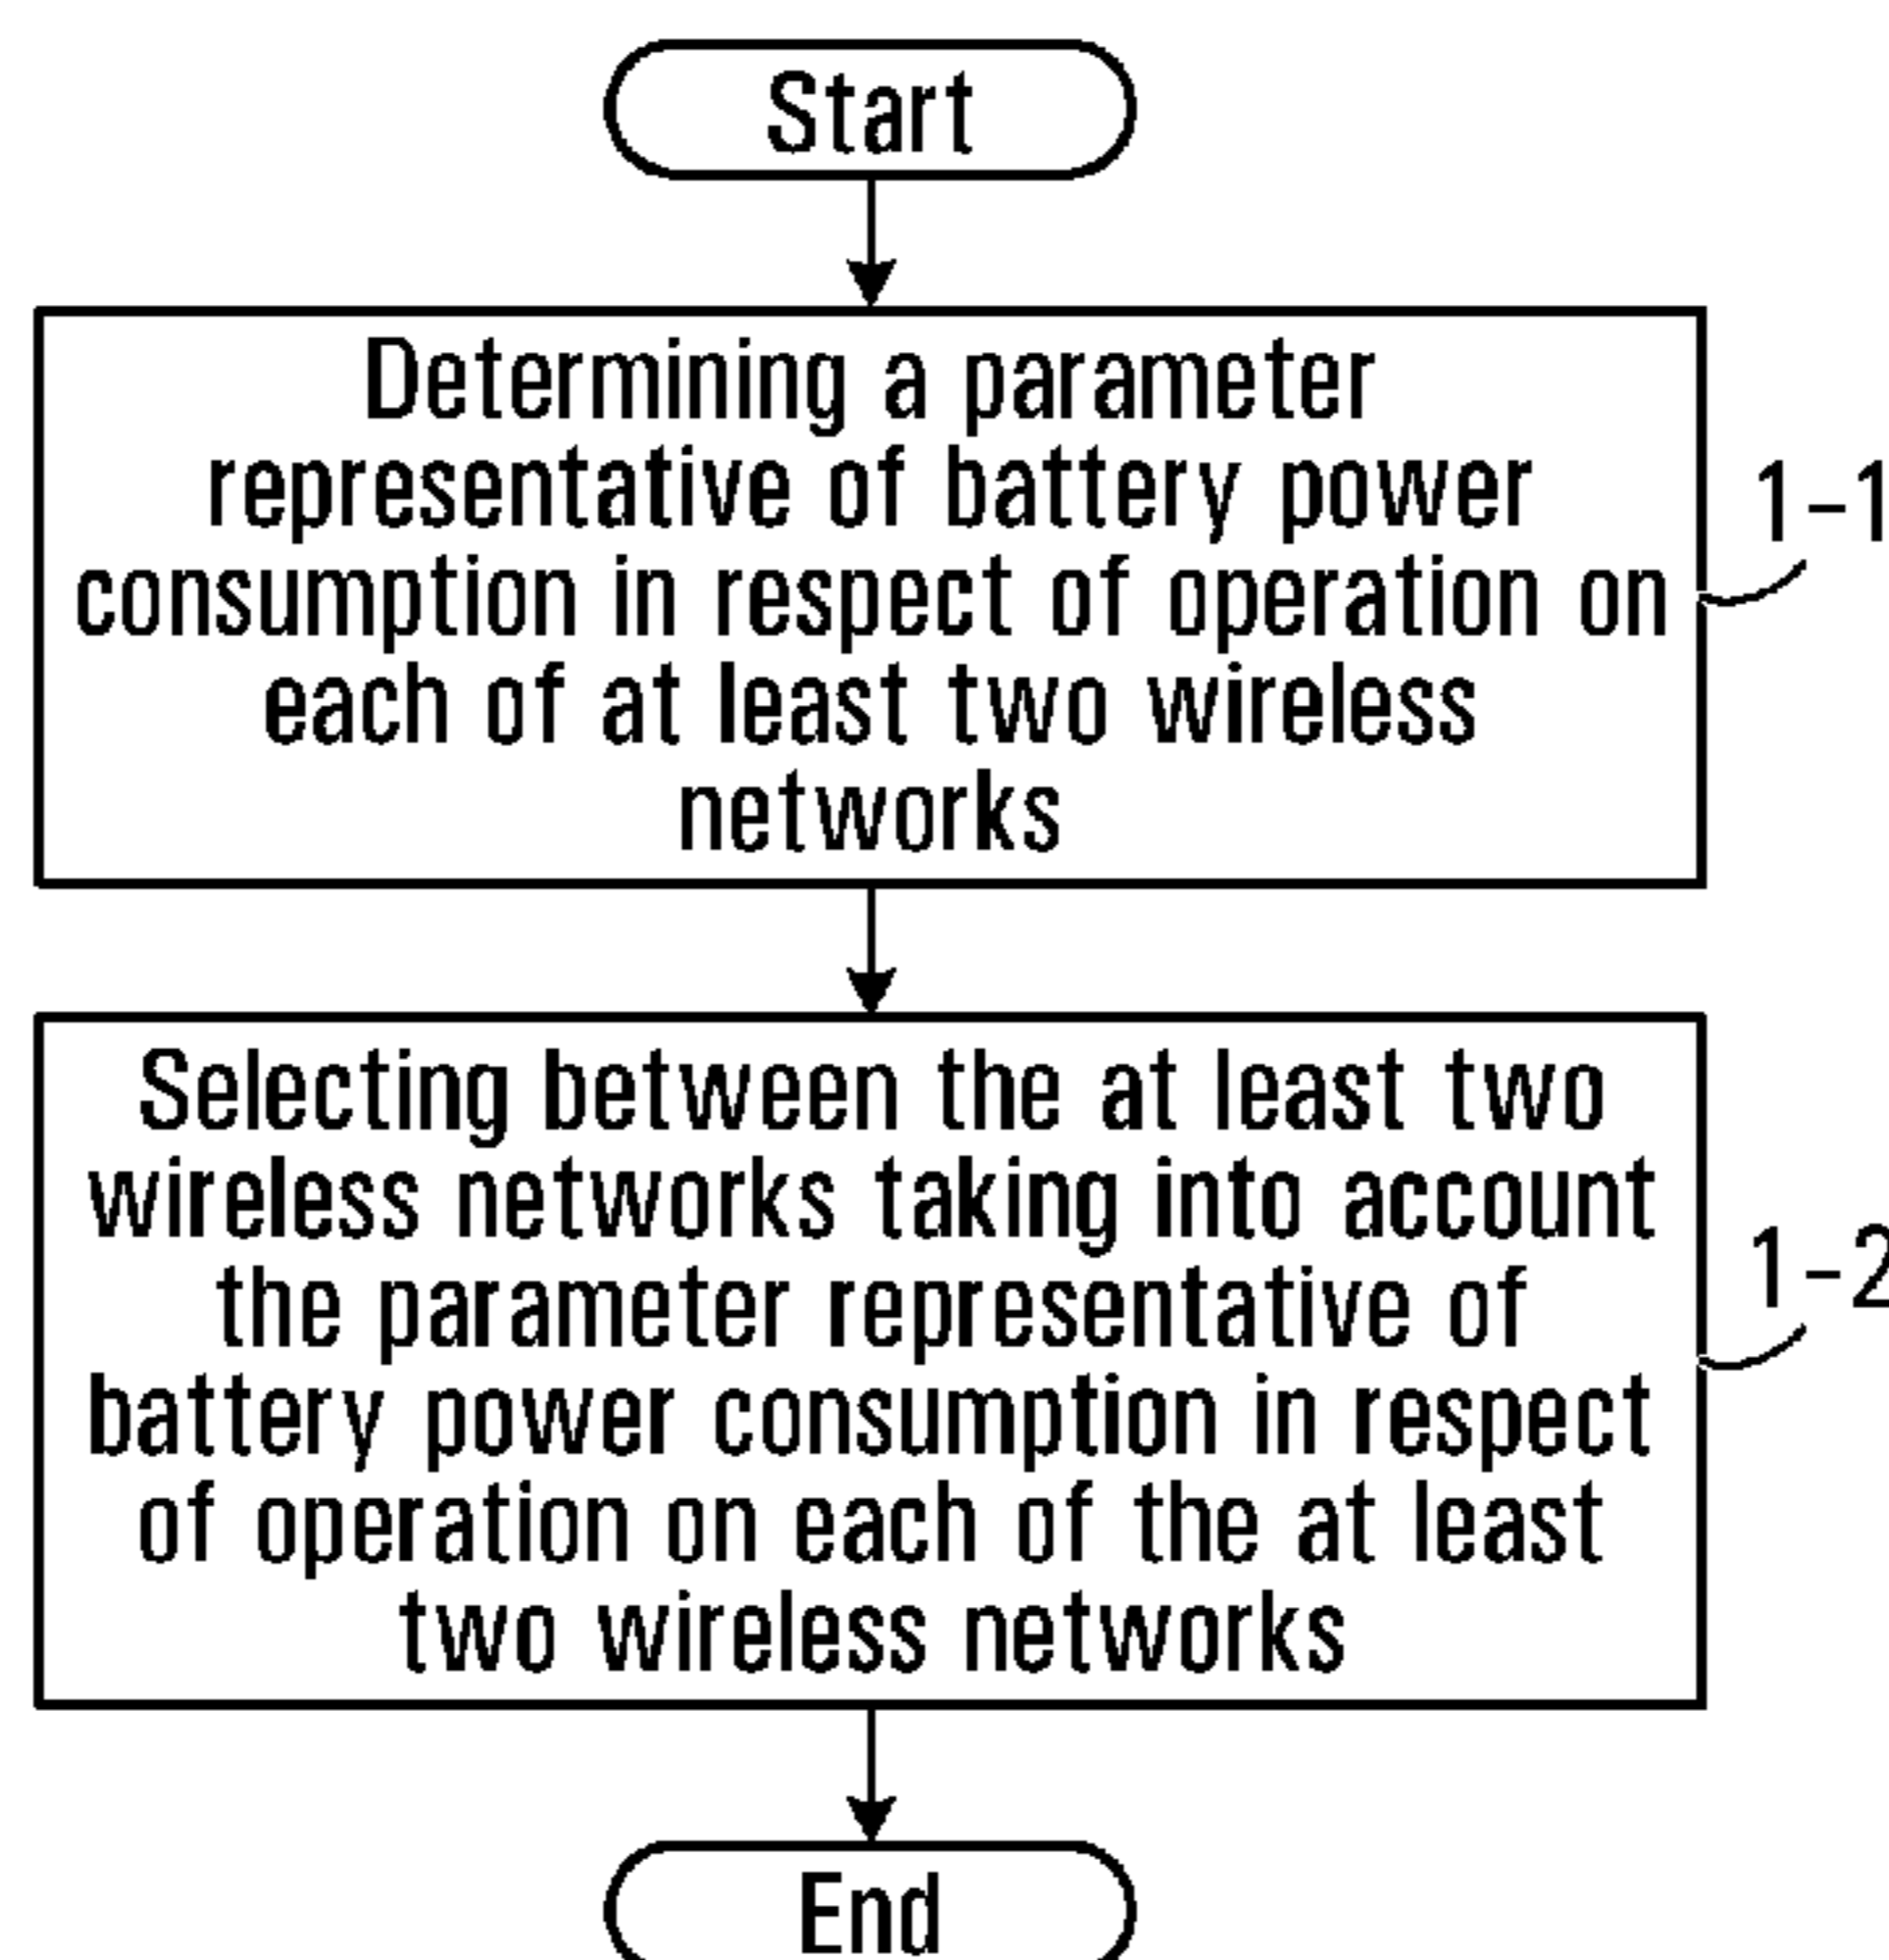 Start
Determining a parameter
representative of battery power
consumption in respect of operation on
each of at least two wireless
networks
1-1
Selecting between the at least two
wireless networks taking into account
the parameter representative of
battery power consumption in respect
of operation on each of the at least
two wireless networks
1-2
End